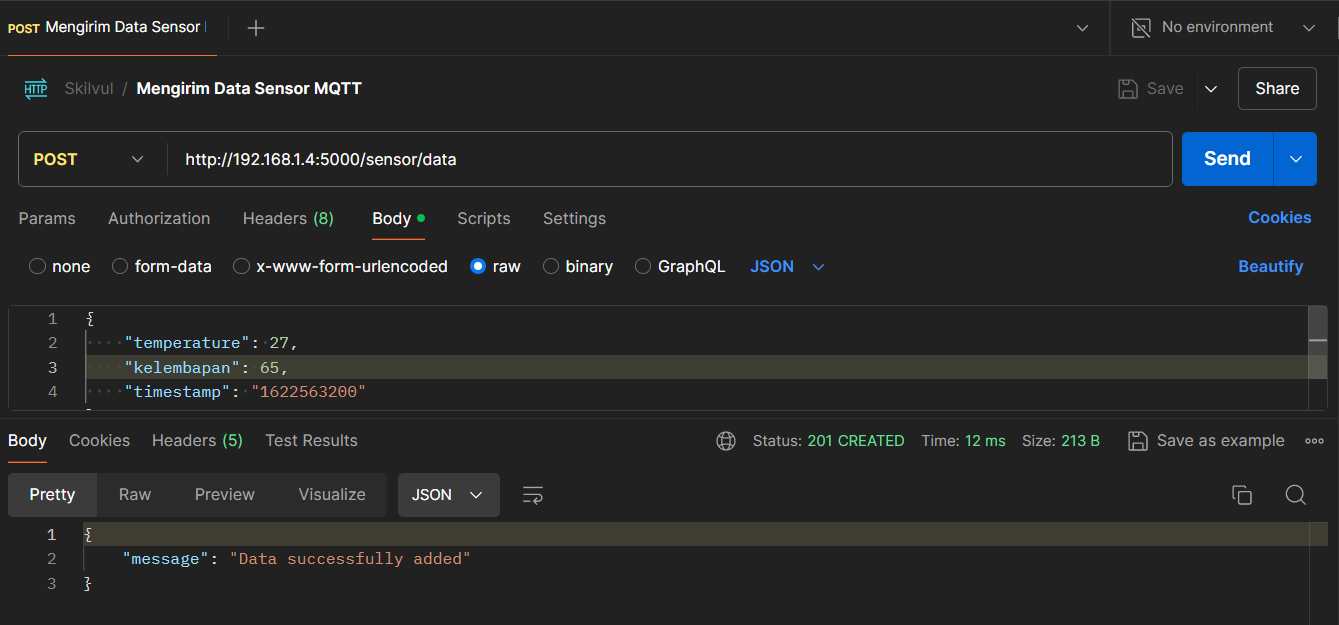 POST Mengirim Data Sensor
No environment
HTTP Skilvul / Mengirim Data Sensor MQTT Save Share
POST http://192.168.1.4:5000/sensor/data Send
Params Authorization Headers (8) Body Scripts Settings Cookies
none form-data x-www-form-urlencoded raw binary GraphQL JSON Beautify
1 {
2 "temperature": 27,
3 "kelembapan": 65,
4 "timestamp": "1622563200"
Body Cookies Headers (5) Test Results Status: 201 CREATED Time: 12 ms Size: 213 B Save as example
Pretty Raw Preview Visualize JSON
1 {
2 "message": "Data successfully added"
3 }